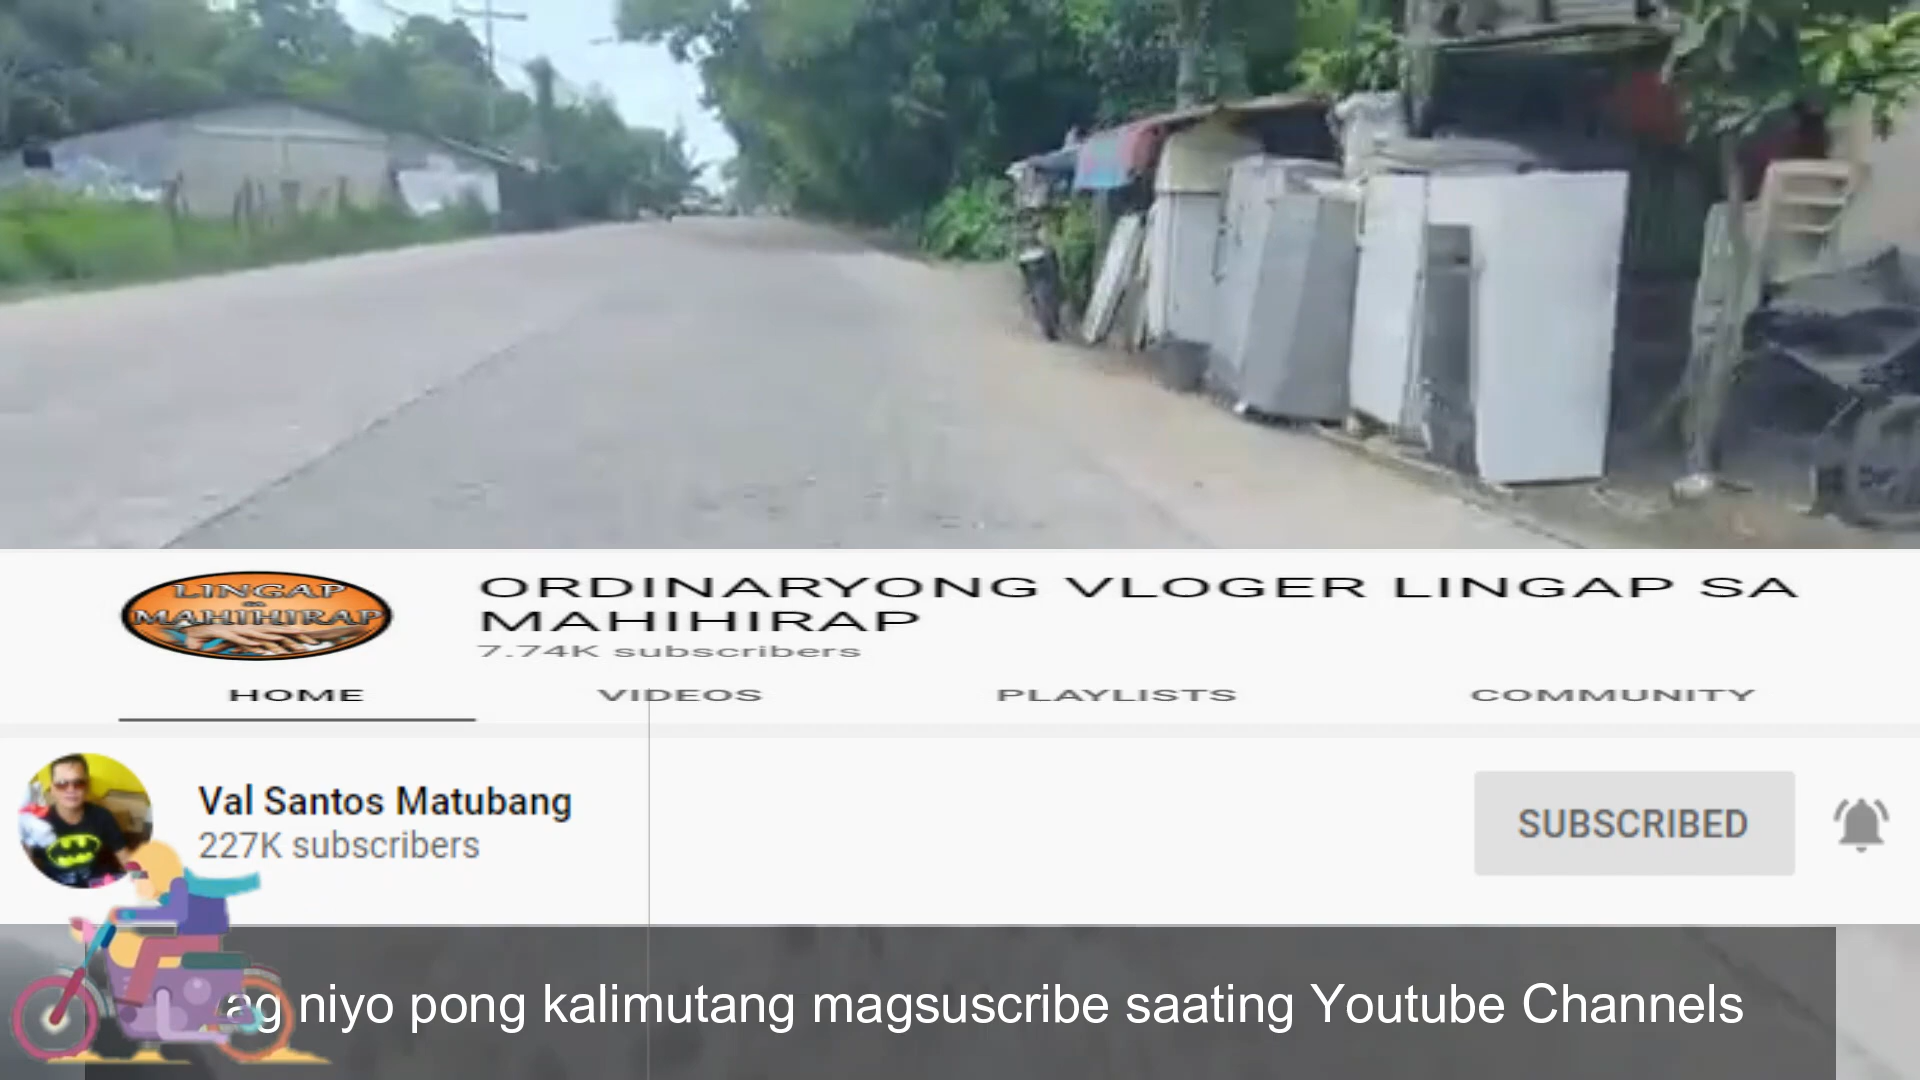 LINGAP
SA
MAHIHIRAP
ORDINARYONG VLOGER LINGAP SA
MAHIHIRAP
7.74K subscribers
HOME VIDEOS PLAYLISTS COMMUNITY
Val Santos Matubang
227K subscribers
SUBSCRIBED
ag niyo pong kalimutang magsuscribe saating Youtube Channels